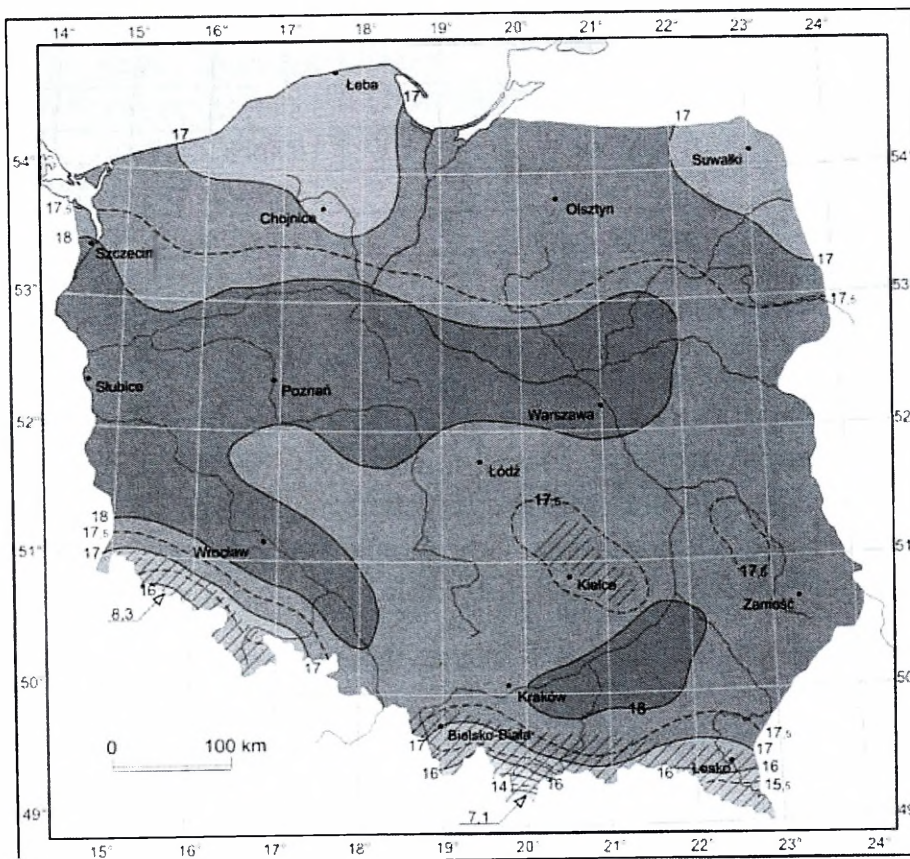 14° 15° 16° 17° 18° 19° 20° 21° 22° 23° 24°
17
Łeba
17
17
54°
54°
Suwałki
Chojnice
Olsztyn
17,5
18
Szczecin
17
17,5
53°
53°
Słubice
Poznań
Warszawa
52°
52°
Łódź
17,5
18
17,5
17
Wrocław
51°
51°
16
Kielce
17,5
Zamość
8,3
17
50°
50°
Kraków
18
0 100 km
17
Bielsko-Biała
17,5
17
16
14
16
16
Lesko
16
15,5
7,1
49°
49°
15° 16° 17° 18° 19° 20° 21° 22° 23° 24°